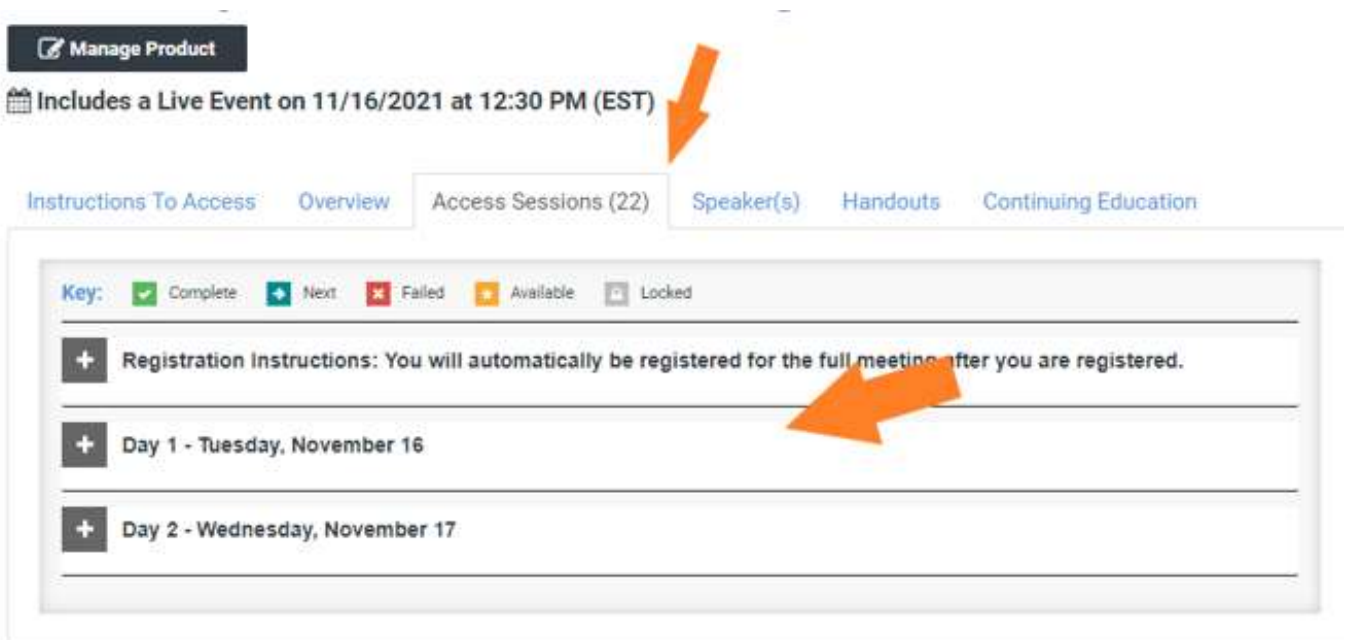 Manage Product
Includes a Live Event on 11/16/2021 at 12:30 PM (EST)
Instructions To Access Overview Access Sessions (22) Speaker(s) Handouts Continuing Education
Key: Complete Next Failed Available Locked
Registration Instructions: You will automatically be registered for the full meeting after you are registered.
Day 1 - Tuesday, November 16
Day 2 - Wednesday, November 17